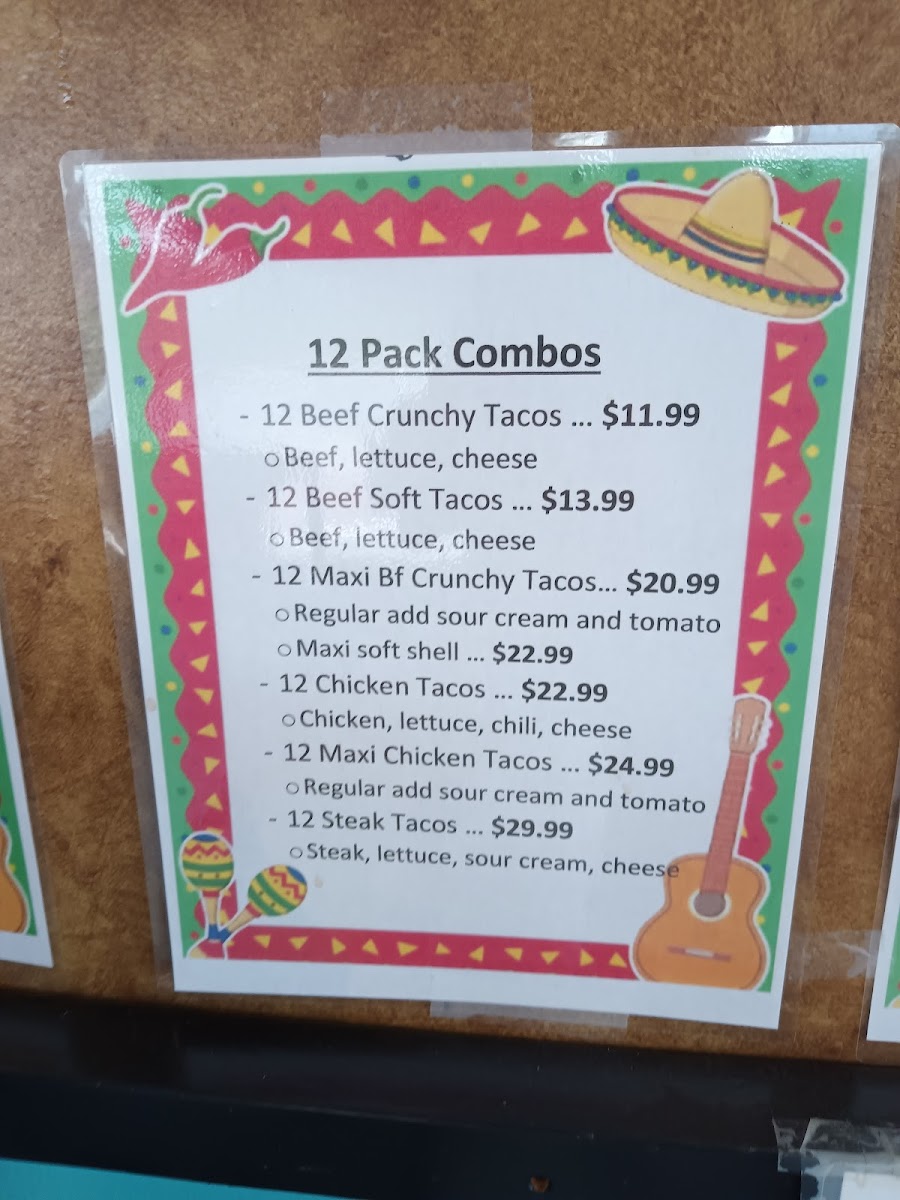 12 Pack Combos
- 12 Beef Crunchy Tacos ... $11.99
○ Beef, lettuce, cheese
- 12 Beef Soft Tacos ... $13.99
○ Beef, lettuce, cheese
- 12 Maxi Bf Crunchy Tacos... $20.99
○ Regular add sour cream and tomato
○ Maxi soft shell ... $22.99
- 12 Chicken Tacos ... $22.99
○ Chicken, lettuce, chili, cheese
- 12 Maxi Chicken Tacos ... $24.99
○ Regular add sour cream and tomato
- 12 Steak Tacos ... $29.99
○ Steak, lettuce, sour cream, cheese